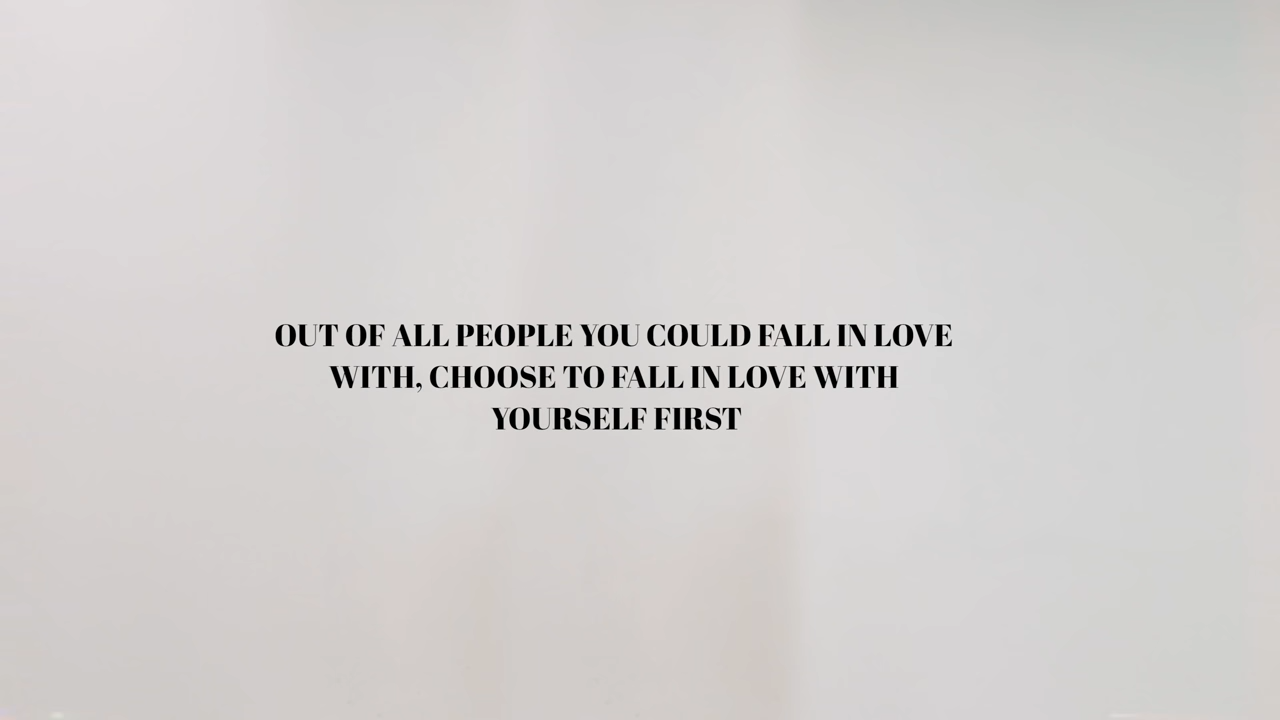 OUT OF ALL PEOPLE YOU COULD FALL IN LOVE
WITH, CHOOSE TO FALL IN LOVE WITH
YOURSELF FIRST